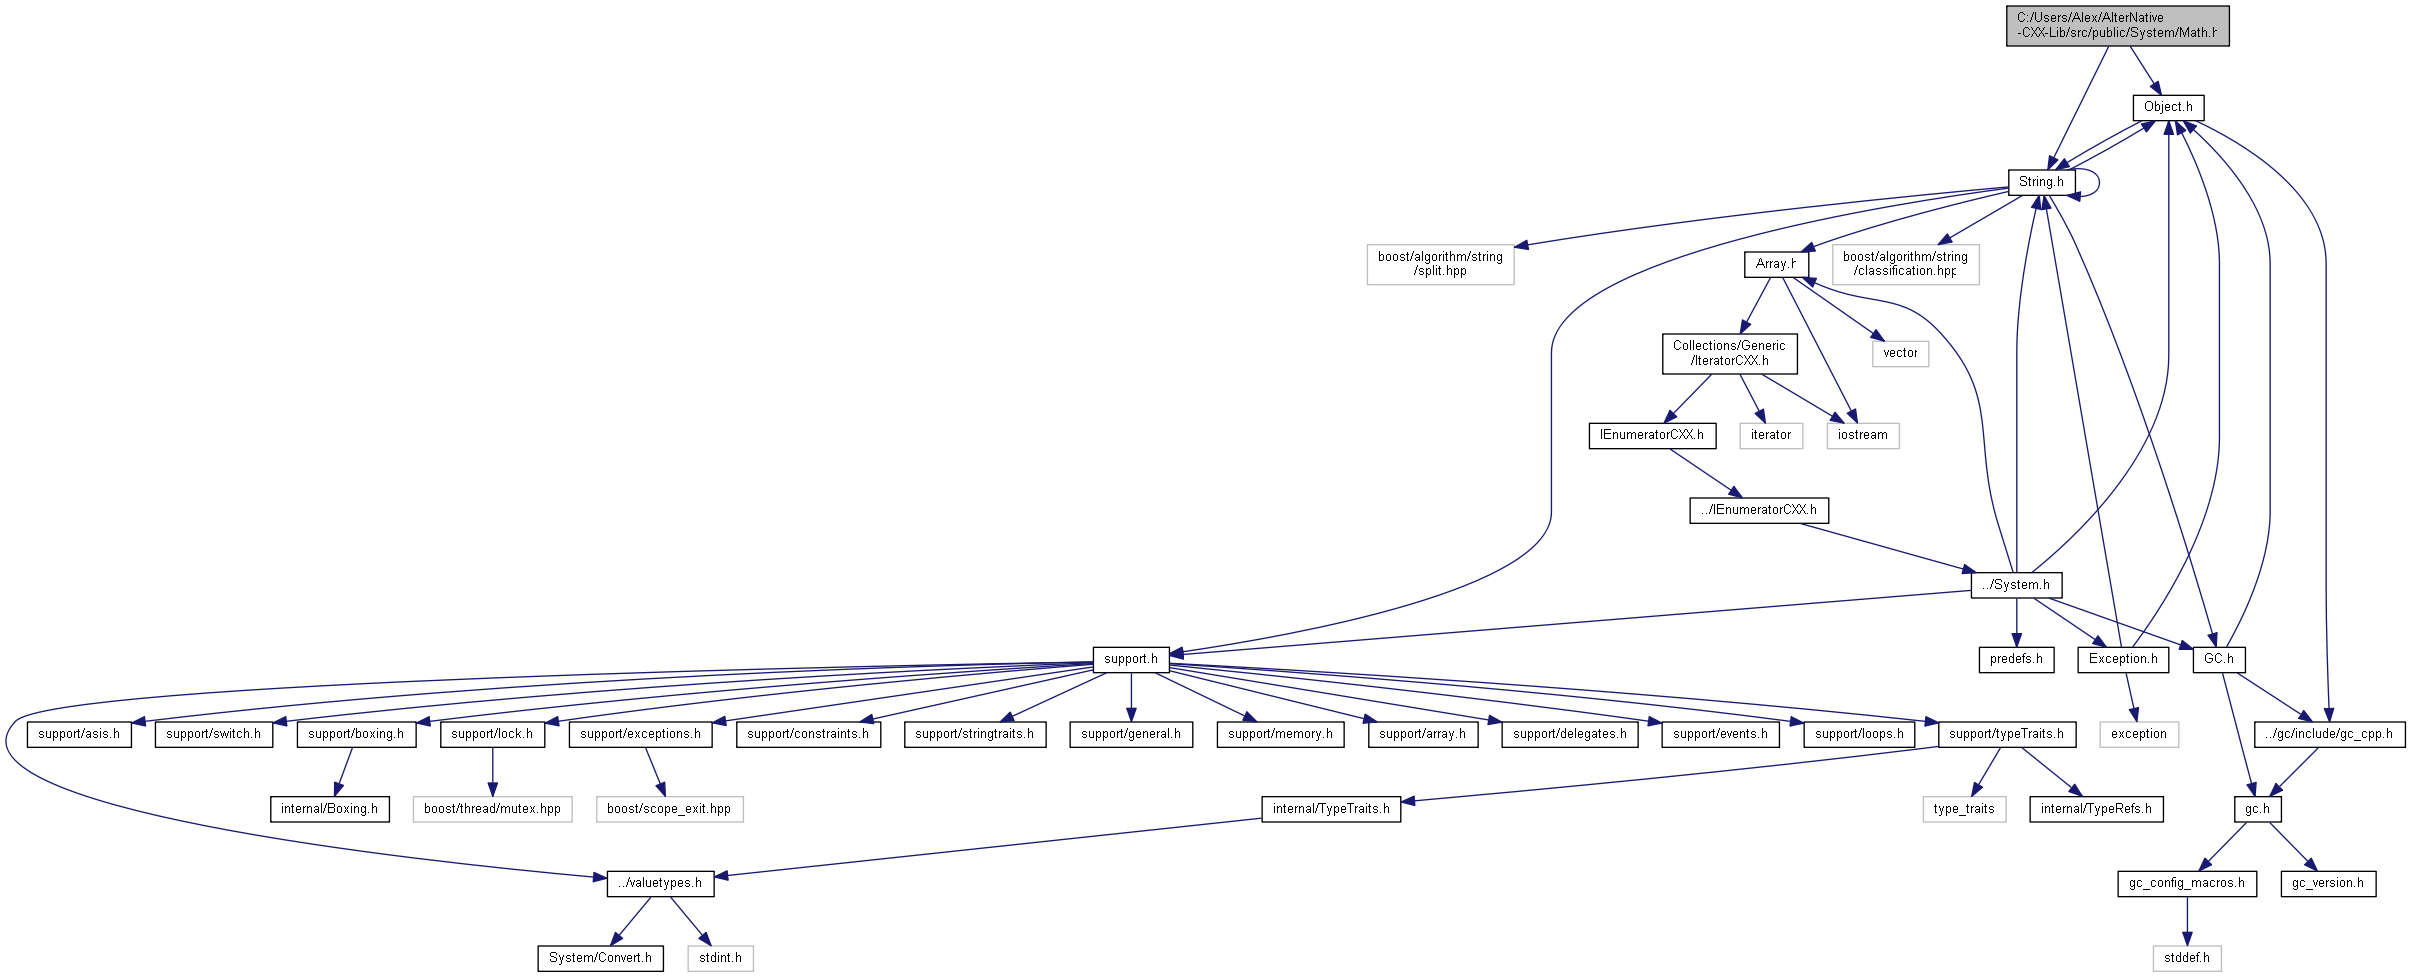 C:/Users/Alex/AlterNative
-CXX-Lib/src/public/System/Math.h
Object.h
String.h
boost/algorithm/string
/split.hpp
Array.h
boost/algorithm/string
/classification.hpp
Collections/Generic
/IteratorCXX.h
vector
IEnumeratorCXX.h
iterator
iostream
../IEnumeratorCXX.h
../System.h
support.h
predefs.h
Exception.h
GC.h
support/asis.h
support/switch.h
support/boxing.h
support/lock.h
support/exceptions.h
support/constraints.h
support/stringtraits.h
support/general.h
support/memory.h
support/array.h
support/delegates.h
support/events.h
support/loops.h
support/typeTraits.h
exception
../gc/include/gc_cpp.h
internal/Boxing.h
boost/thread/mutex.hpp
boost/scope_exit.hpp
internal/TypeTraits.h
type_traits
internal/TypeRefs.h
gc.h
../valuetypes.h
gc_config_macros.h
gc_version.h
System/Convert.h
stdint.h
stddef.h